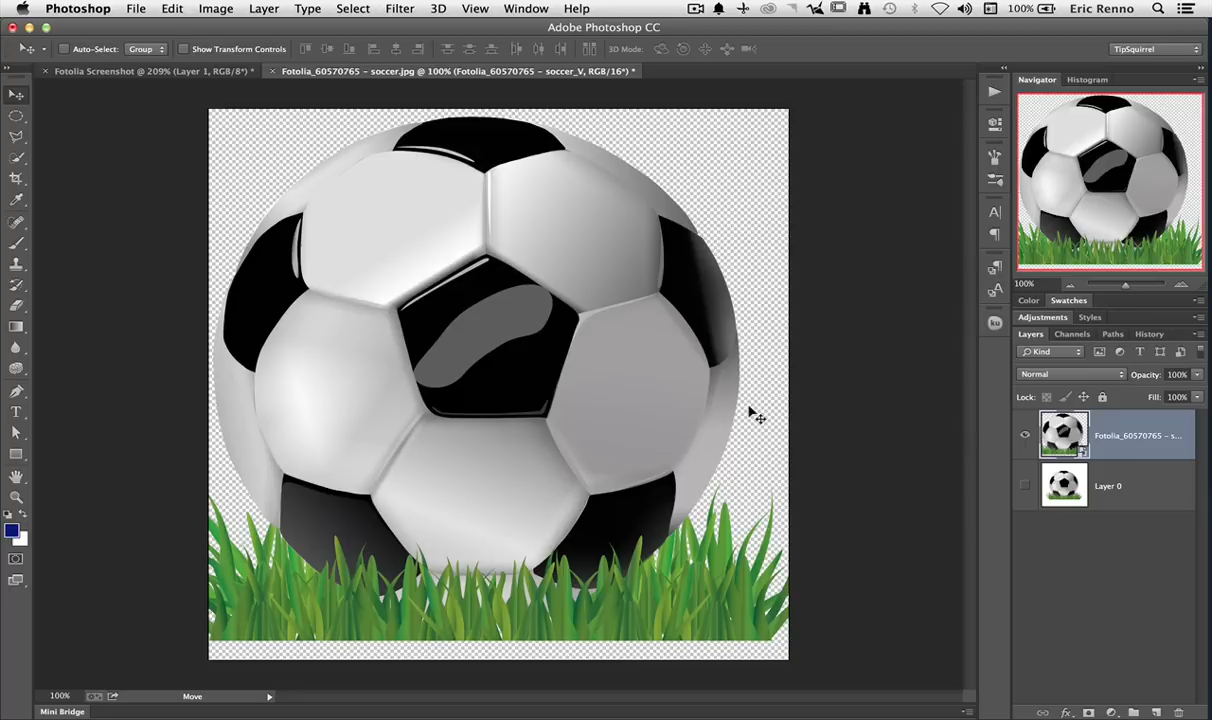 Photoshop File Edit Image Layer Type Select Filter 3D View Window Help 100% Eric Renno
Adobe Photoshop CC
Auto-Select: Group Show Transform Controls 3D Mode: TipSquirrel
Fotolia Screenshot @ 209% (Layer 1, RGB/8*) * Fotolia_60570765 – soccer.jpg @ 100% (Fotolia_60570765 – soccer_V, RGB/16*) *
Navigator Histogram
100%
Color Swatches
Adjustments Styles
Layers Channels Paths History
Kind
Normal Opacity: 100%
Lock: Fill: 100%
Fotolia_60570765 – s...
Layer 0
ku
100% Move
Mini Bridge